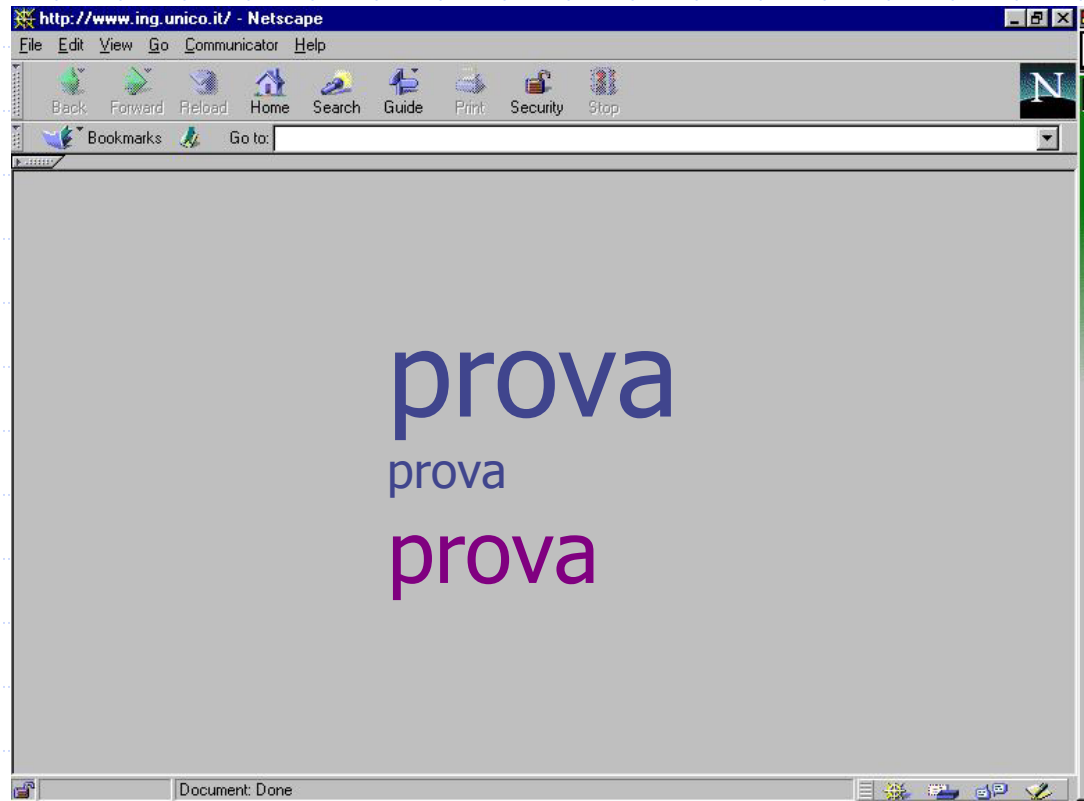 http://www.ing.unico.it/ - Netscape
File Edit View Go Communicator Help
N
Back Forward Reload Home Search Guide Print Security Stop
Bookmarks Go to:
prova
prova
prova
Document: Done